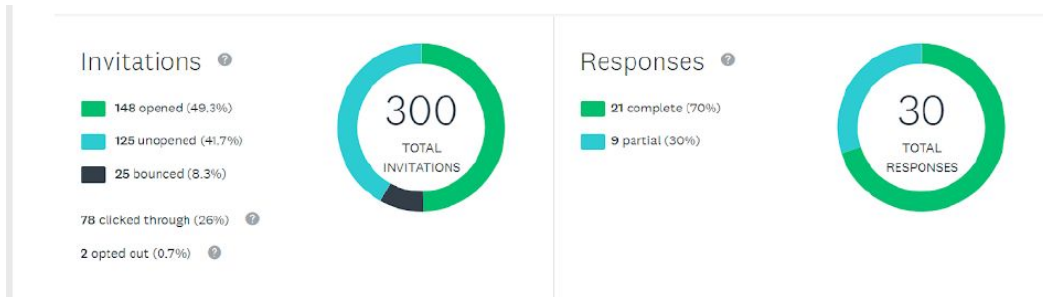 Invitations
148 opened (49.3%)
125 unopened (41.7%)
25 bounced (8.3%)
78 clicked through (26%)
2 opted out (0.7%)
300
TOTAL
INVITATIONS
Responses
21 complete (70%)
9 partial (30%)
30
TOTAL
RESPONSES